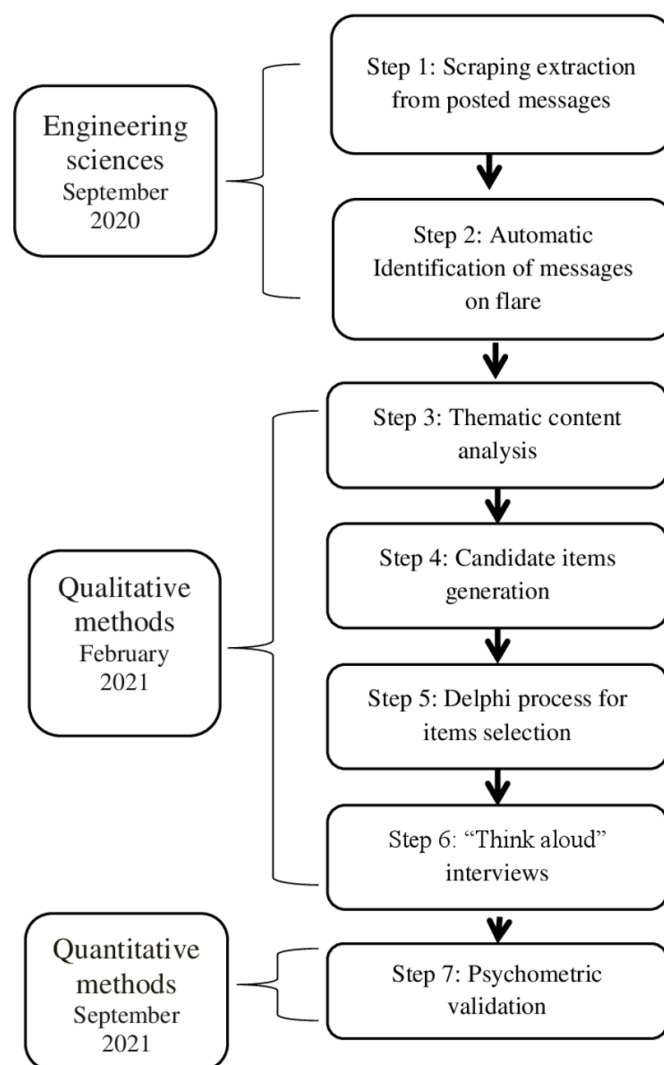 Step 1: Scraping extraction
from posted messages
Engineering
sciences
September
2020
Step 2: Automatic
Identification of messages
on flare
Step 3: Thematic content
analysis
Step 4: Candidate items
generation
Qualitative
methods
February
2021
Step 5: Delphi process for
items selection
Step 6: “Think aloud”
interviews
Quantitative
methods
September
2021
Step 7: Psychometric
validation